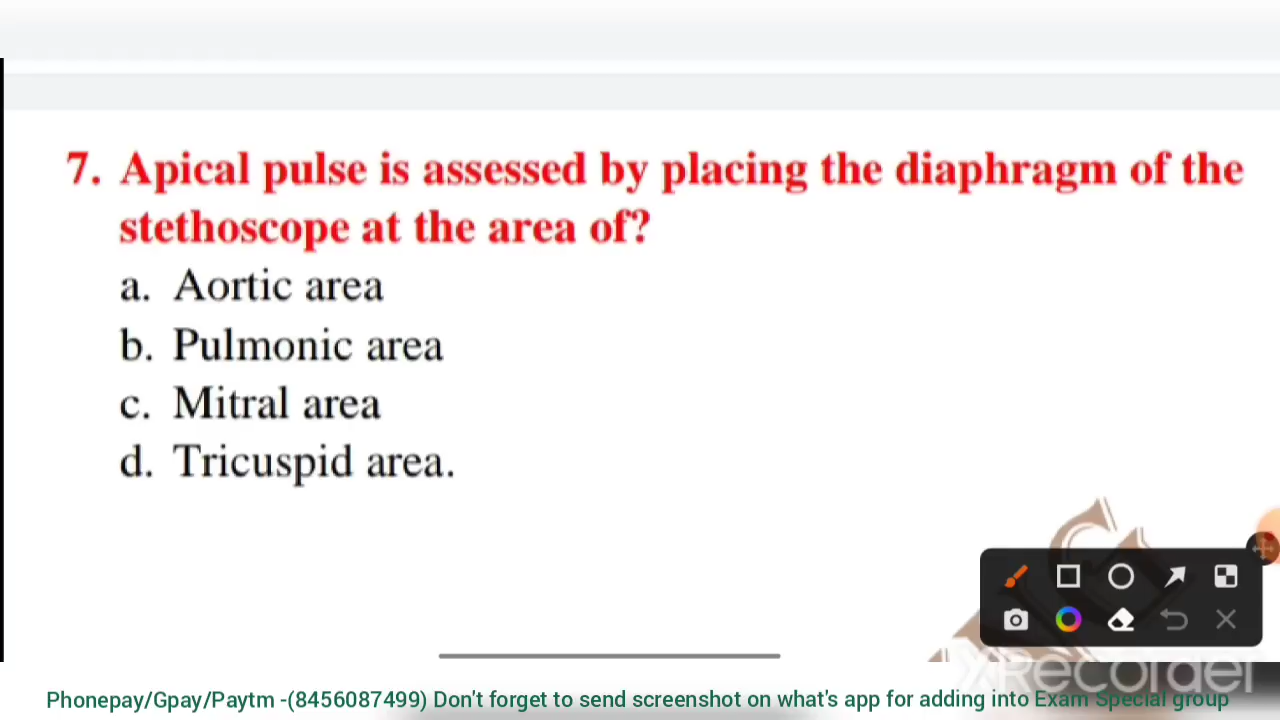 7. Apical pulse is assessed by placing the diaphragm of the
stethoscope at the area of?
a. Aortic area
b. Pulmonic area
c. Mitral area
d. Tricuspid area.
XRecorder
Phonepay/Gpay/Paytm -(8456087499) Don't forget to send screenshot on what's app for adding into Exam Special group